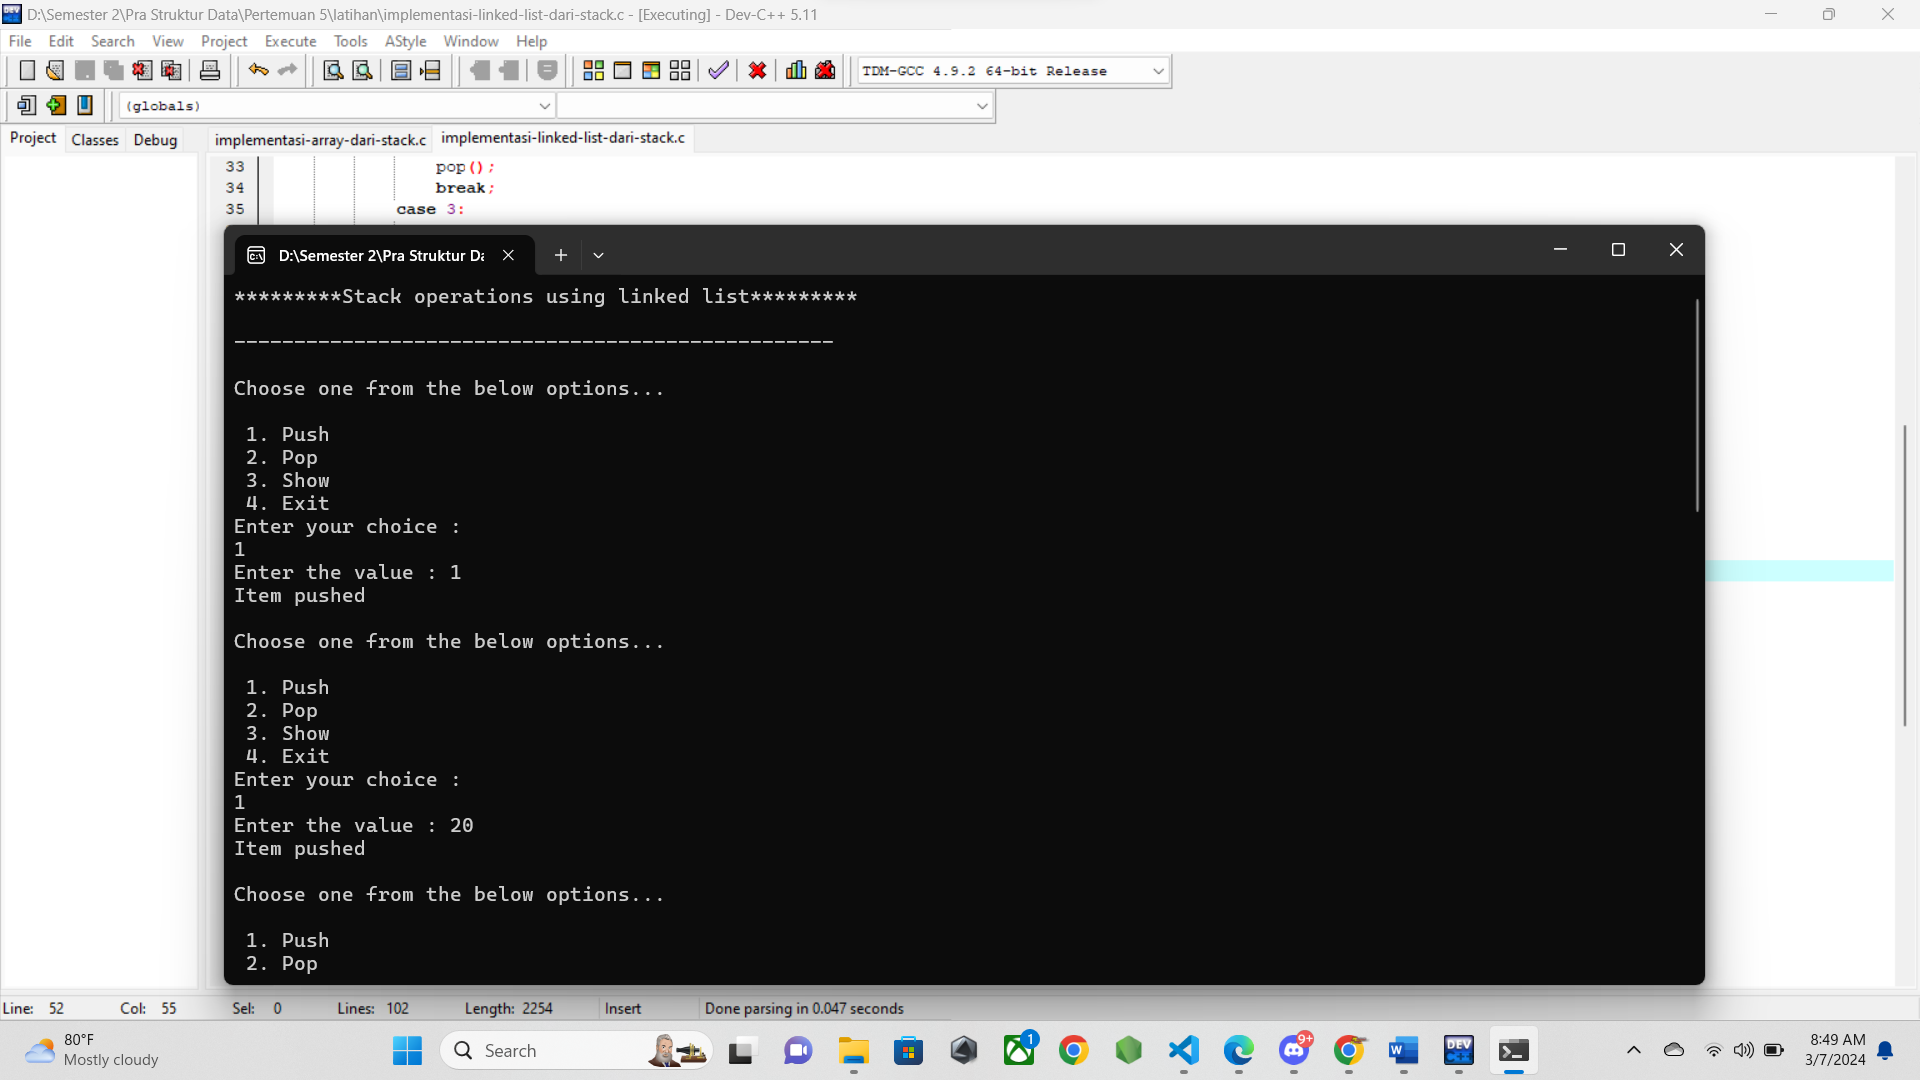 D:\Semester 2\Pra Struktur Data\Pertemuan 5\latihan\implementasi-linked-list-dari-stack.c - [Executing] - Dev-C++ 5.11
File Edit Search View Project Execute Tools AStyle Window Help
TDM-GCC 4.9.2 64-bit Release
(globals)
Project Classes Debug implementasi-array-dari-stack.c implementasi-linked-list-dari-stack.c
33 pop();
34 break;
35 case 3:
D:\Semester 2\Pra Struktur Da
*********Stack operations using linked list*********
--------------------------------------------------
Choose one from the below options...
1. Push
2. Pop
3. Show
4. Exit
Enter your choice :
1
Enter the value : 1
Item pushed
Choose one from the below options...
1. Push
2. Pop
3. Show
4. Exit
Enter your choice :
1
Enter the value : 20
Item pushed
Choose one from the below options...
1. Push
2. Pop
Line: 52 Col: 55 Sel: 0 Lines: 102 Length: 2254 Insert Done parsing in 0.047 seconds
80°F
Mostly cloudy
Search
1
9+
DEV
C++
8:49 AM
3/7/2024